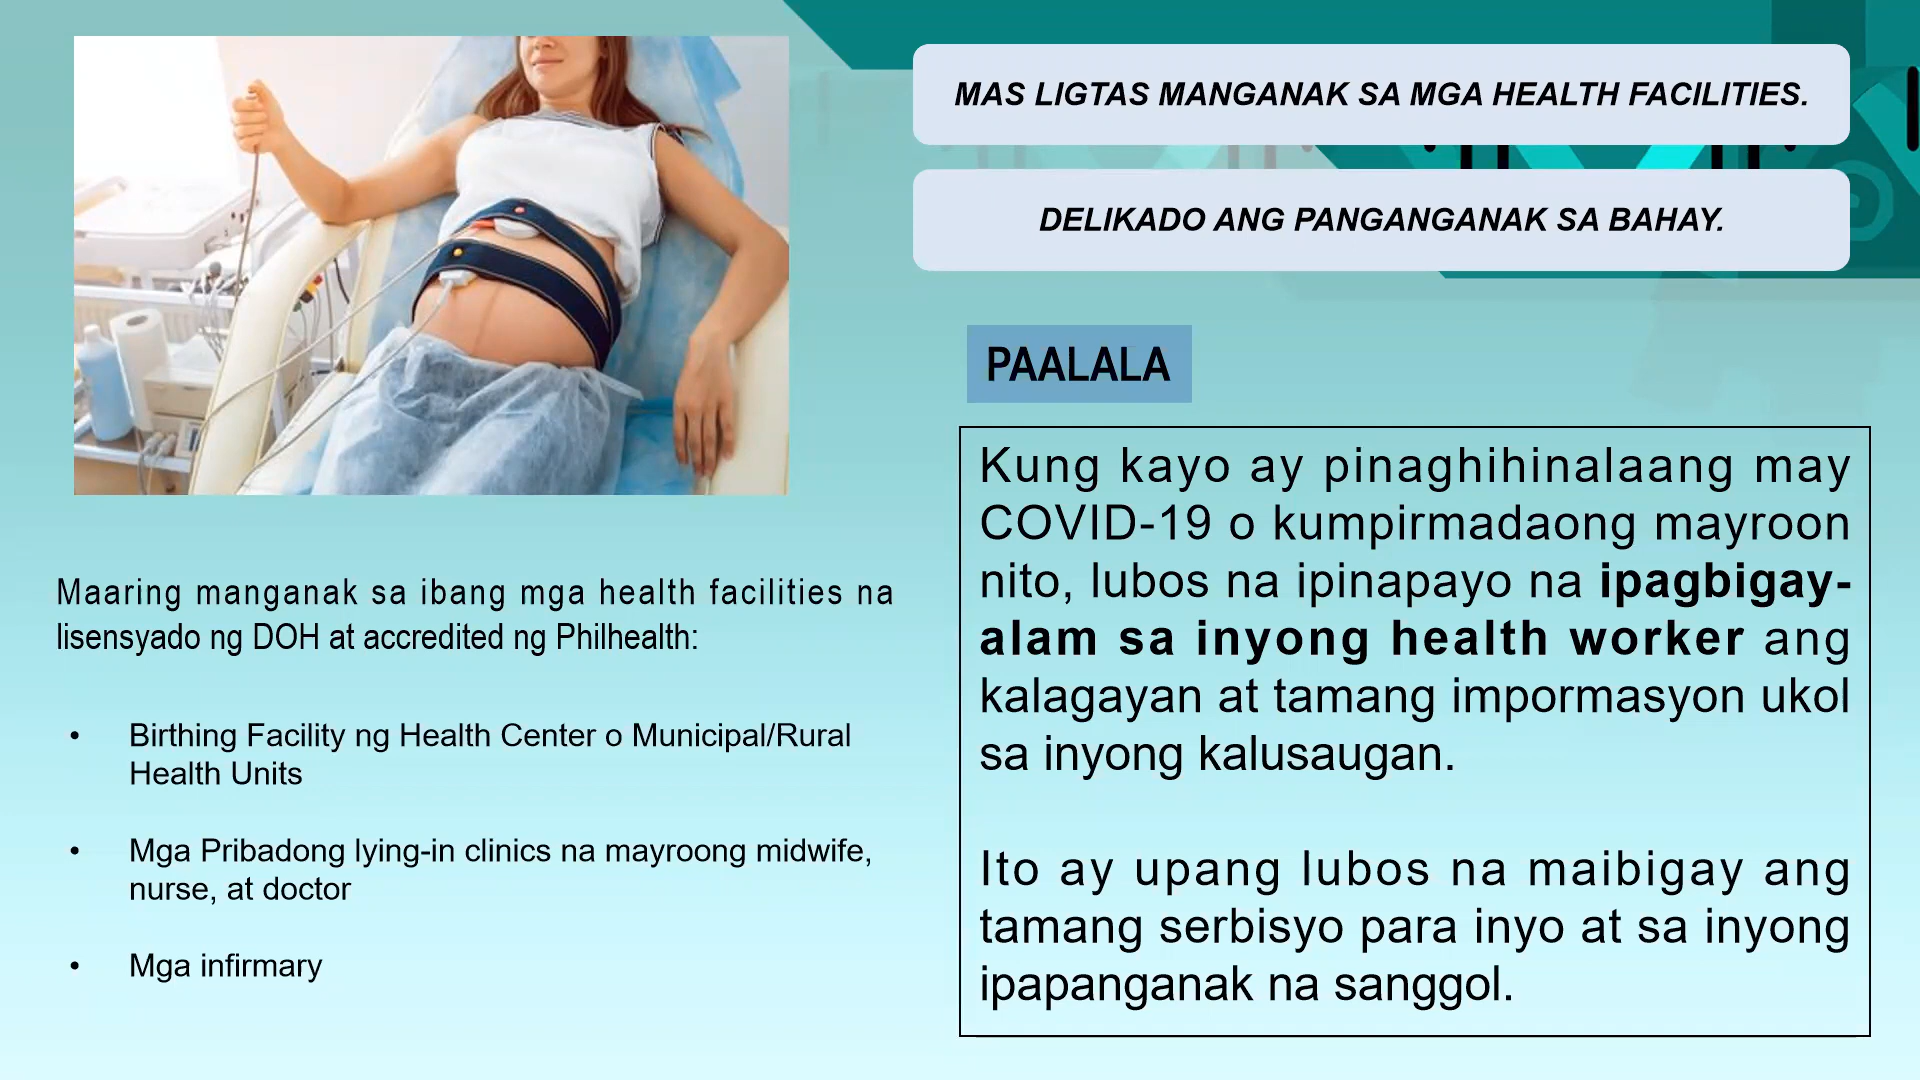 MAS LIGTAS MANGANAK SA MGA HEALTH FACILITIES.
DELIKADO ANG PANGANGANAK SA BAHAY.
Maaring manganak sa ibang mga health facilities na
lisensyado ng DOH at accredited ng Philhealth:
• Birthing Facility ng Health Center o Municipal/Rural
Health Units
• Mga Pribadong lying-in clinics na mayroong midwife,
nurse, at doctor
• Mga infirmary
PAALALA
Kung kayo ay pinaghihinalaang may
COVID-19 o kumpirmadaong mayroon
nito, lubos na ipinapayo na ipagbigay-
alam sa inyong health worker ang
kalagayan at tamang impormasyon ukol
sa inyong kalusaugan.
Ito ay upang lubos na maibigay ang
tamang serbisyo para inyo at sa inyong
ipapanganak na sanggol.